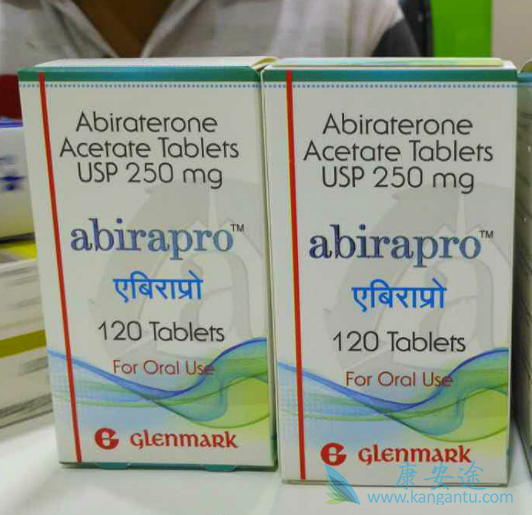 Abiraterone
Acetate Tablets
USP 250 mg
abirapro™
एबिराप्रो
120 Tablets
For Oral Use
G GLENMARK
Abiraterone
Acetate Tablets
USP 250 mg
abirapro™
एबिराप्रो
120 Tablets
For Oral Use
G GLENMARK
康安途
www.kangantu.com